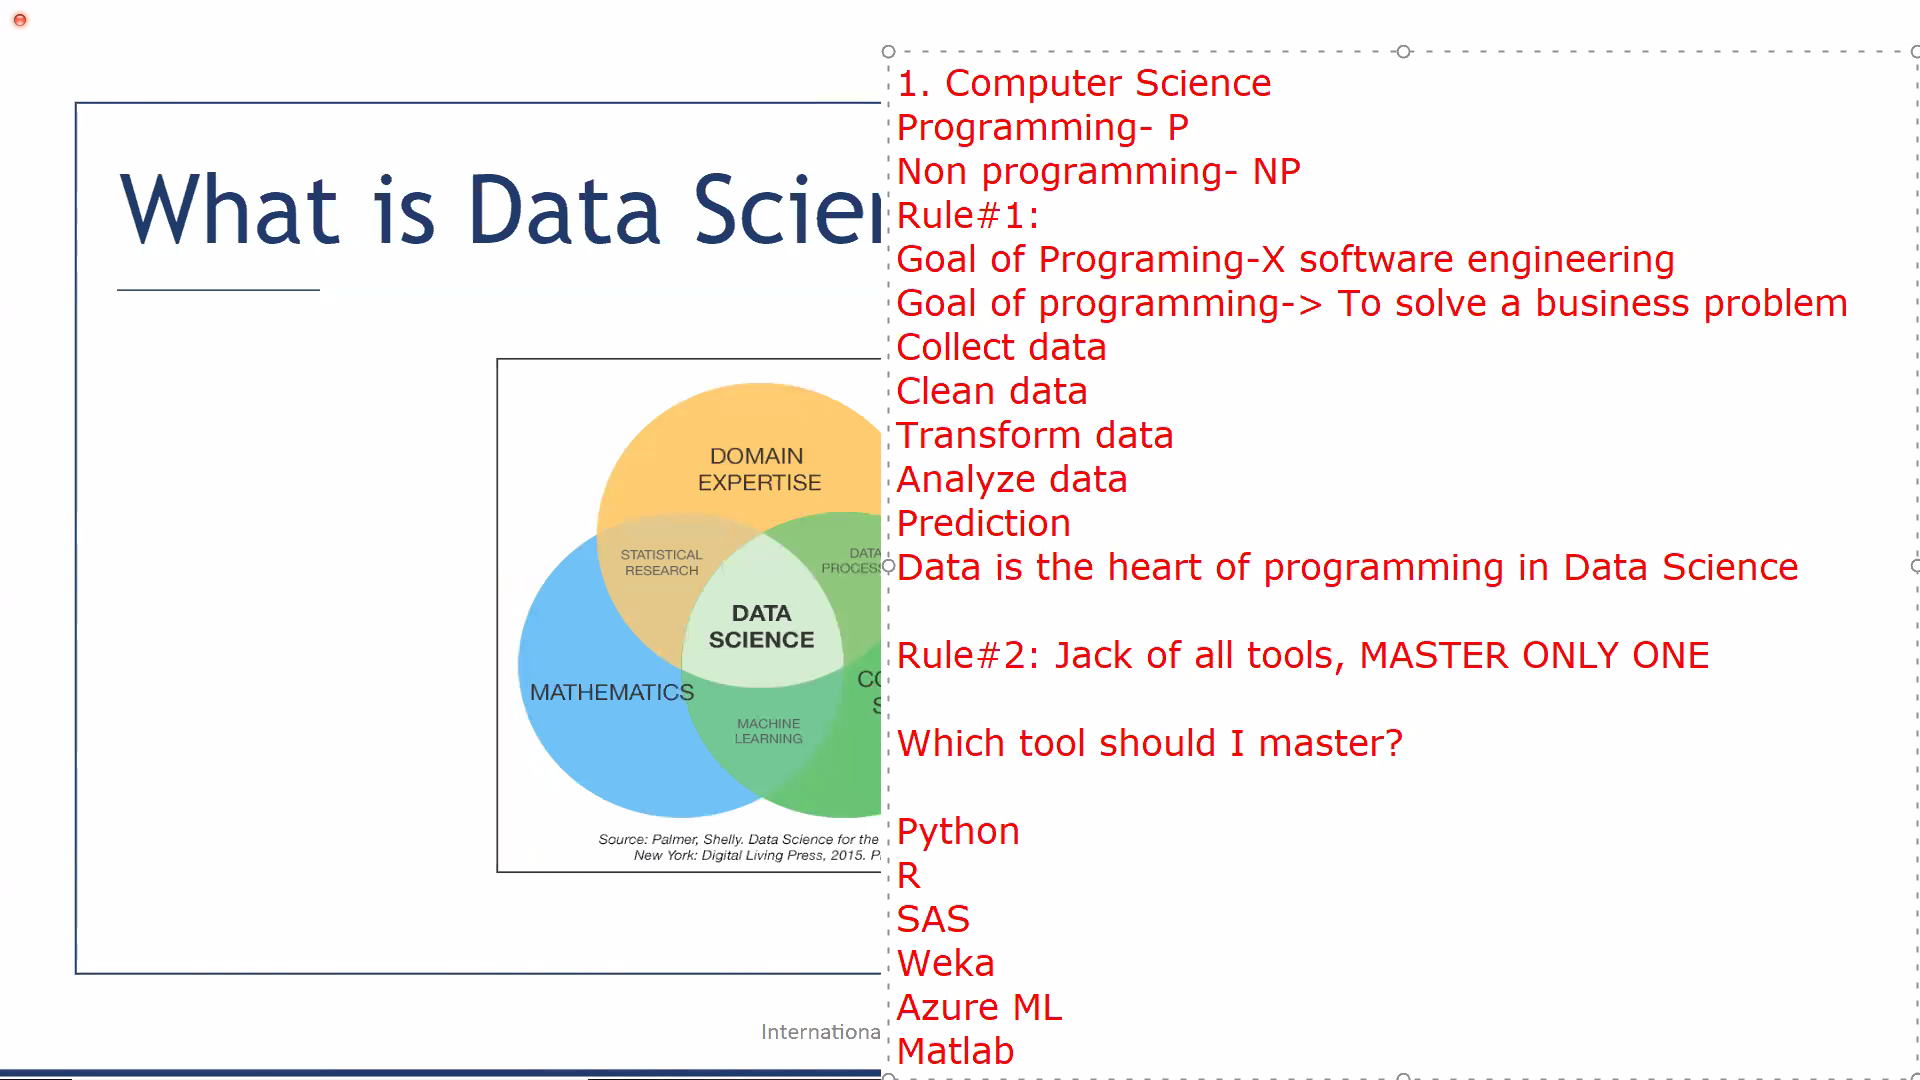 What is Data Scien
DOMAIN
EXPERTISE
STATISTICAL
RESEARCH
DATA
PROCESS
DATA
SCIENCE
MATHEMATICS
MACHINE
LEARNING
Source: Palmer, Shelly. Data Science for the
New York: Digital Living Press, 2015.
Internationa
1. Computer Science
Programming- P
Non programming- NP
Rule#1:
Goal of Programing-X software engineering
Goal of programming-> To solve a business problem
Collect data
Clean data
Transform data
Analyze data
Prediction
Data is the heart of programming in Data Science
Rule#2: Jack of all tools, MASTER ONLY ONE
Which tool should I master?
Python
R
SAS
Weka
Azure ML
Matlab